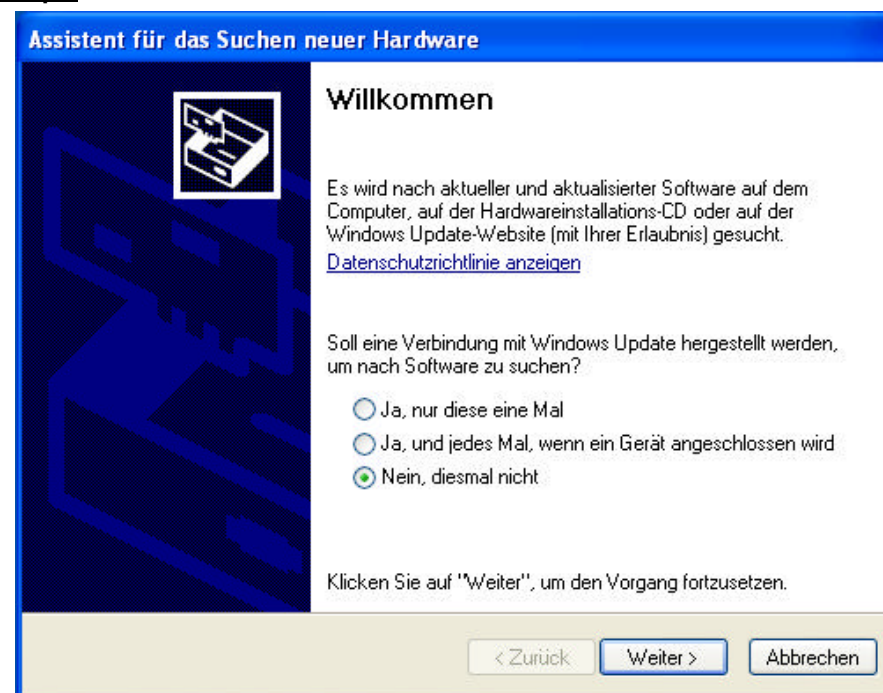 Assistent für das Suchen neuer Hardware
Willkommen
Es wird nach aktueller und aktualisierter Software auf dem
Computer, auf der Hardwareinstallations-CD oder auf der
Windows Update-Website (mit Ihrer Erlaubnis) gesucht.
Datenschutzrichtlinie anzeigen
Soll eine Verbindung mit Windows Update hergestellt werden,
um nach Software zu suchen?
Ja, nur diese eine Mal
Ja, und jedes Mal, wenn ein Gerät angeschlossen wird
Nein, diesmal nicht
Klicken Sie auf "Weiter", um den Vorgang fortzusetzen.
< Zurück Weiter > Abbrechen